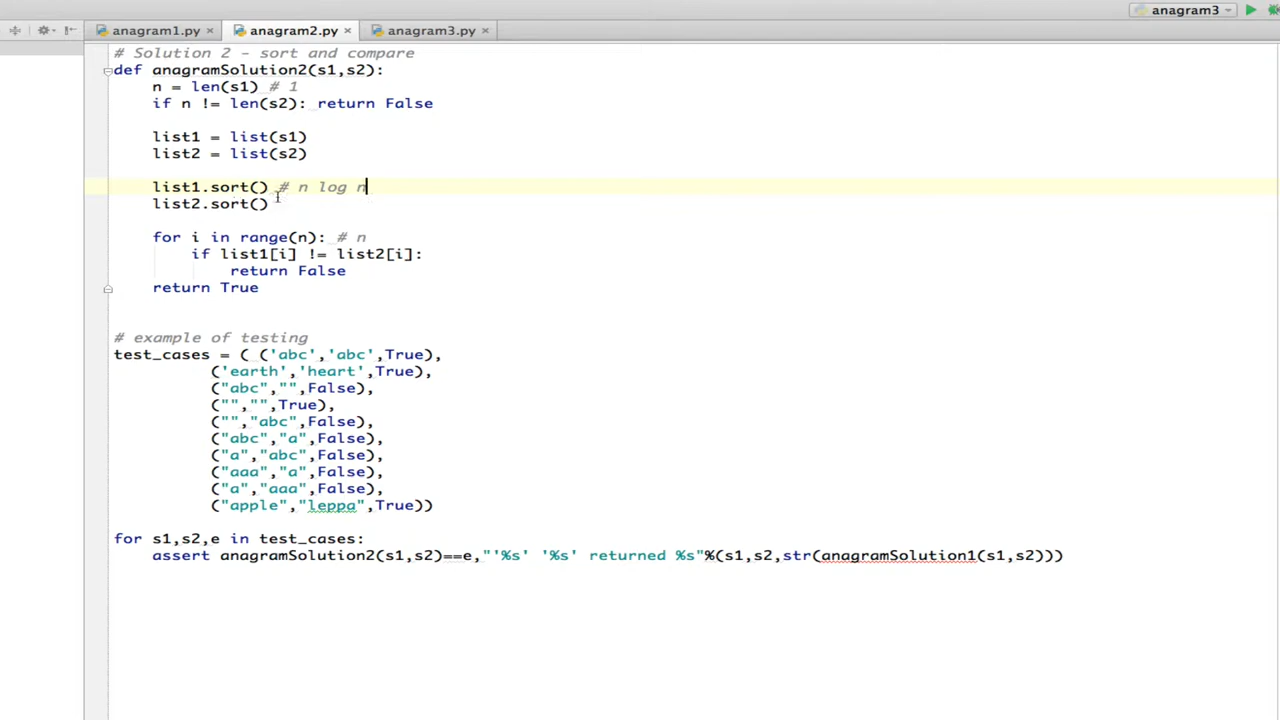 anagram3
anagram1.py × anagram2.py × anagram3.py ×
# Solution 2 - sort and compare
def anagramSolution2(s1,s2):
    n = len(s1) # 1
    if n != len(s2): return False
    list1 = list(s1)
    list2 = list(s2)
    list1.sort() # n log n
    list2.sort()
    for i in range(n): # n
        if list1[i] != list2[i]:
            return False
    return True
# example of testing
test_cases = ( ('abc','abc',True),
          ('earth','heart',True),
          ("abc","",False),
          ("","",True),
          ("","abc",False),
          ("abc","a",False),
          ("a","abc",False),
          ("aaa","a",False),
          ("a","aaa",False),
          ("apple","leppa",True))
for s1,s2,e in test_cases:
    assert anagramSolution2(s1,s2)==e,"'%s' '%s' returned %s"%(s1,s2,str(anagramSolution1(s1,s2)))